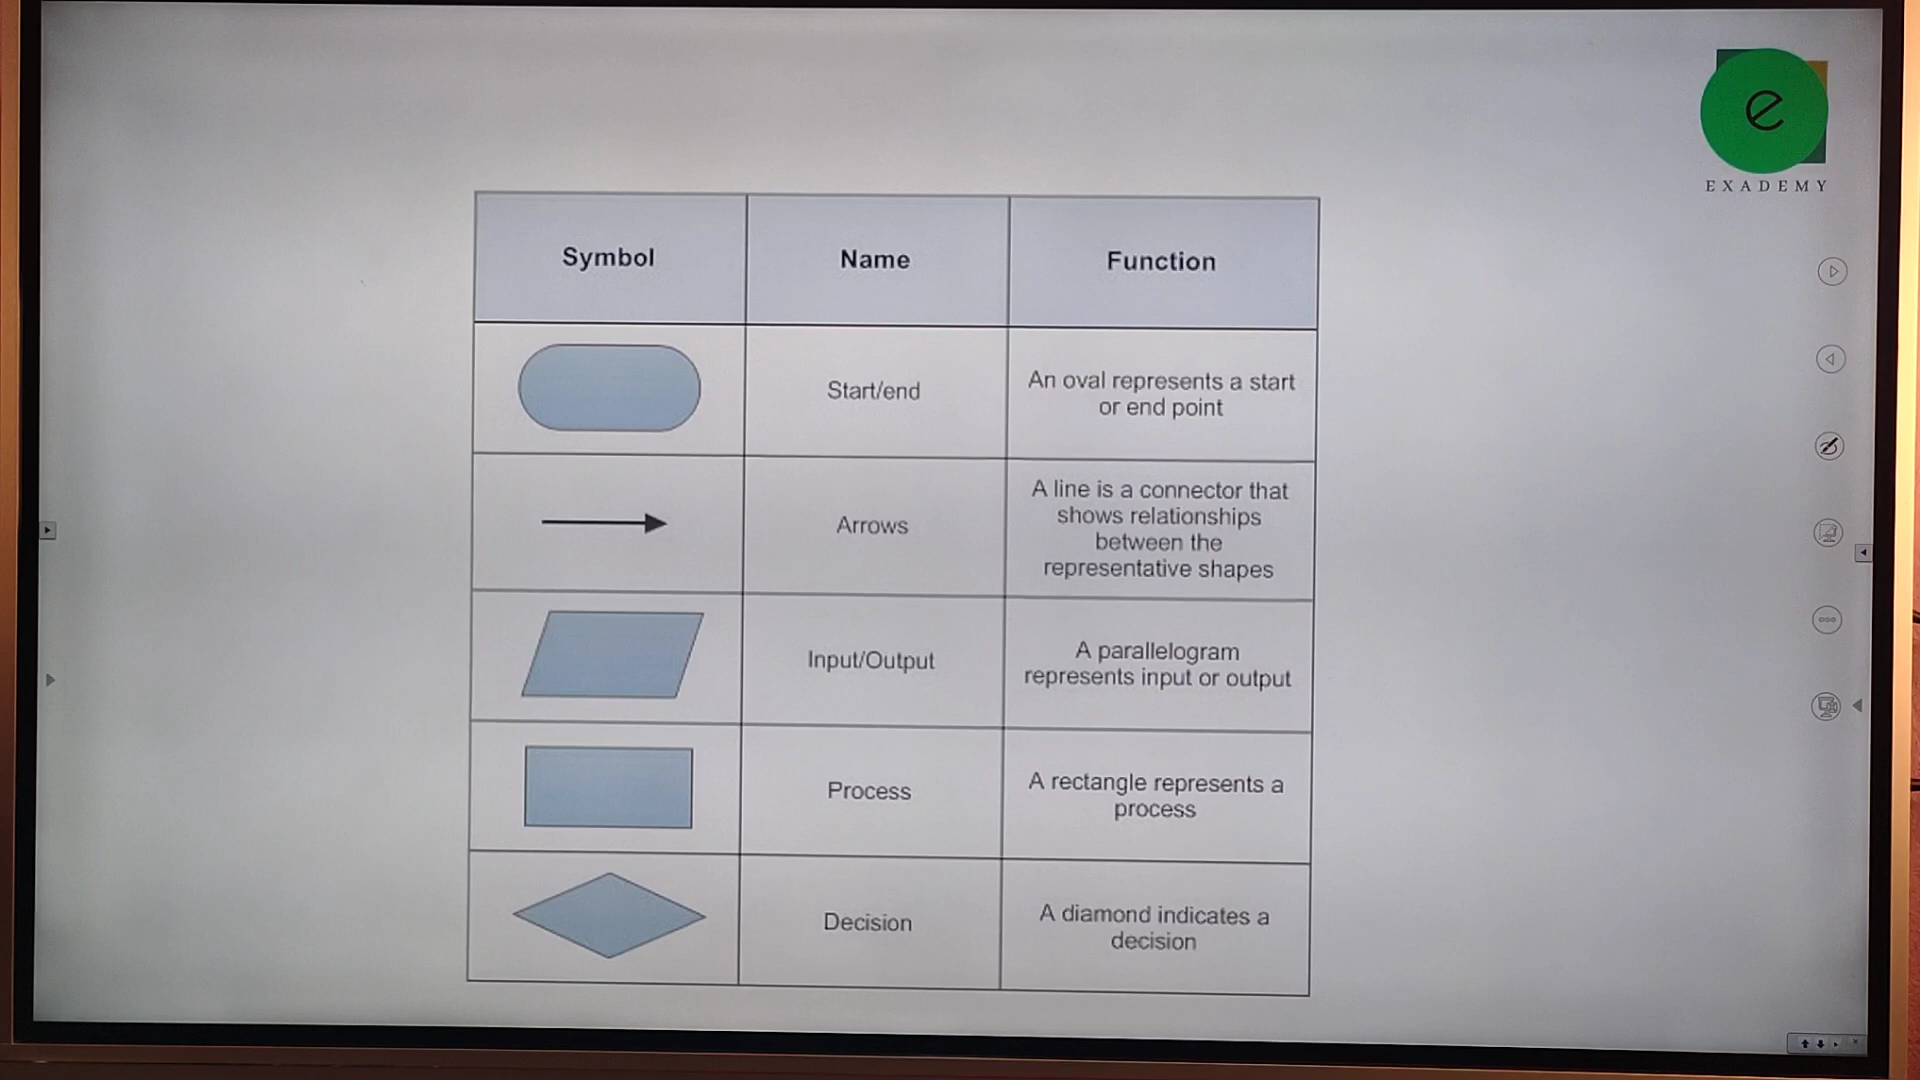 e
EXADEMY
Symbol
Name
Function
Start/end
An oval represents a start
or end point
Arrows
A line is a connector that
shows relationships
between the
representative shapes
Input/Output
A parallelogram
represents input or output
Process
A rectangle represents a
process
Decision
A diamond indicates a
decision